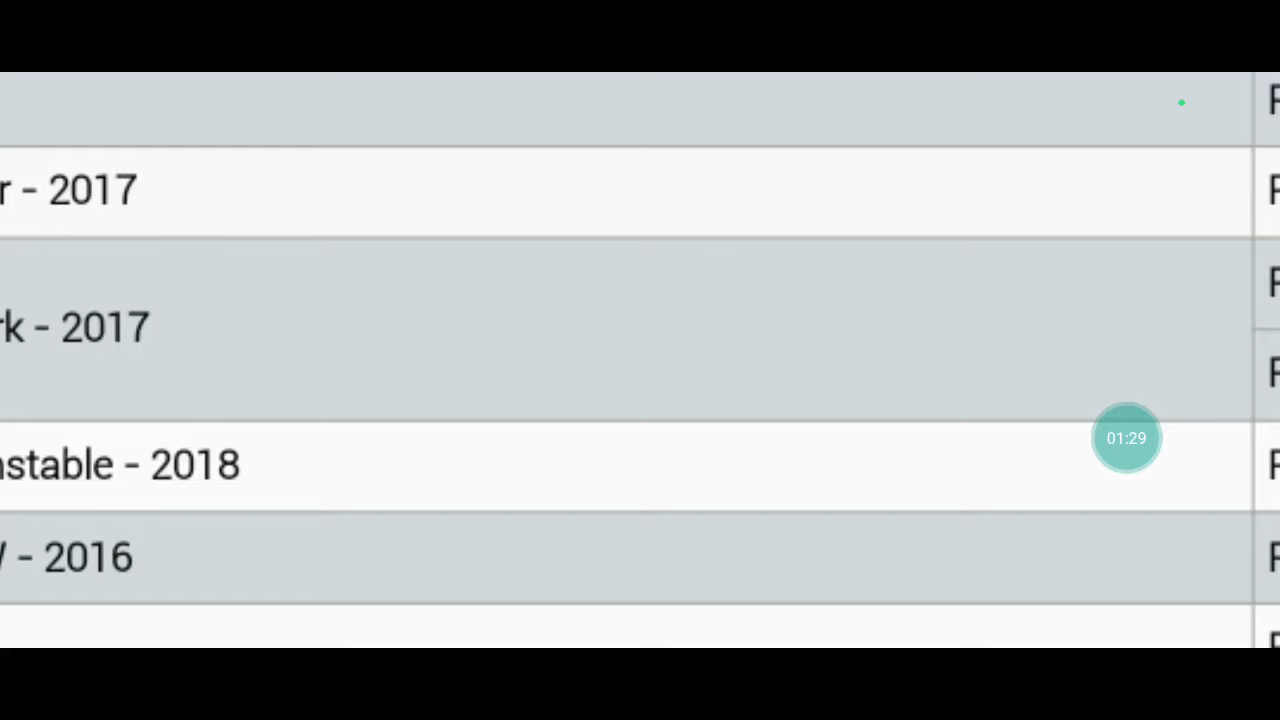 r - 2017
rk - 2017
nstable - 2018
01:29
- 2016